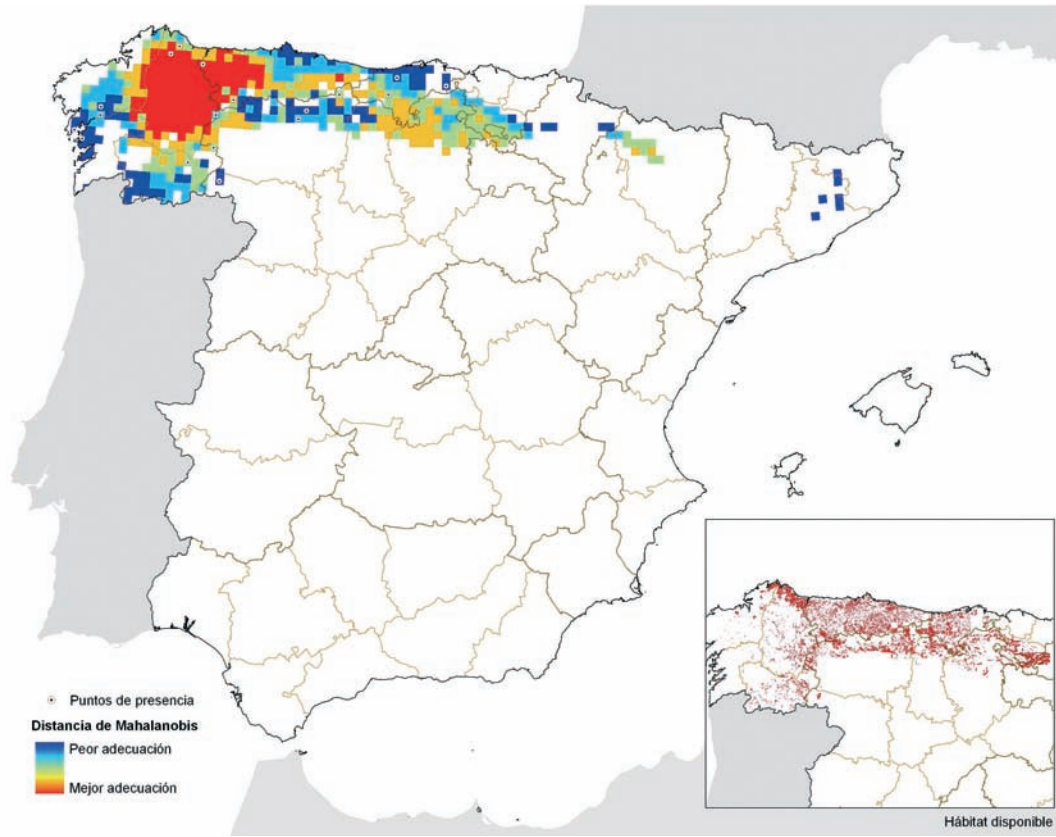 Puntos de presencia
Distancia de Mahalanobis
Peor adecuación
Mejor adecuación
Hábitat disponible